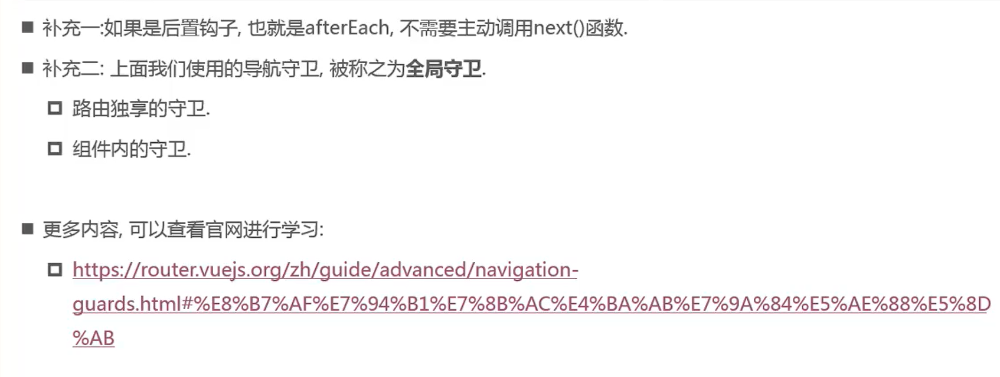 补充一:如果是后置钩子, 也就是afterEach, 不需要主动调用next()函数.
补充二: 上面我们使用的导航守卫, 被称之为全局守卫.
路由独享的守卫.
组件内的守卫.
更多内容, 可以查看官网进行学习:
https://router.vuejs.org/zh/guide/advanced/navigation-
guards.html#%E8%B7%AF%E7%94%B1%E7%8B%AC%E4%BA%AB%E7%9A%84%E5%AE%88%E5%8D
%AB